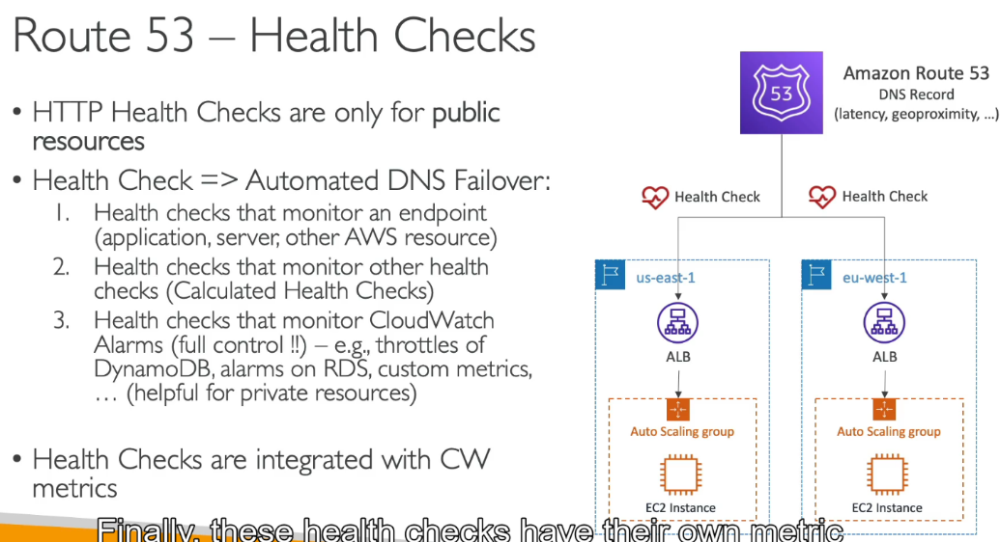 Route 53 – Health Checks
• HTTP Health Checks are only for public
resources
• Health Check => Automated DNS Failover:
1. Health checks that monitor an endpoint
(application, server, other AWS resource)
2. Health checks that monitor other health
checks (Calculated Health Checks)
3. Health checks that monitor CloudWatch
Alarms (full control !!) – e.g., throttles of
DynamoDB, alarms on RDS, custom metrics,
… (helpful for private resources)
• Health Checks are integrated with CW
metrics
53
Amazon Route 53
DNS Record
(latency, geoproximity, …)
Health Check
Health Check
us-east-1
eu-west-1
ALB
ALB
Auto Scaling group
Auto Scaling group
EC2 Instance
EC2 Instance
Finally, these health checks have their own metric